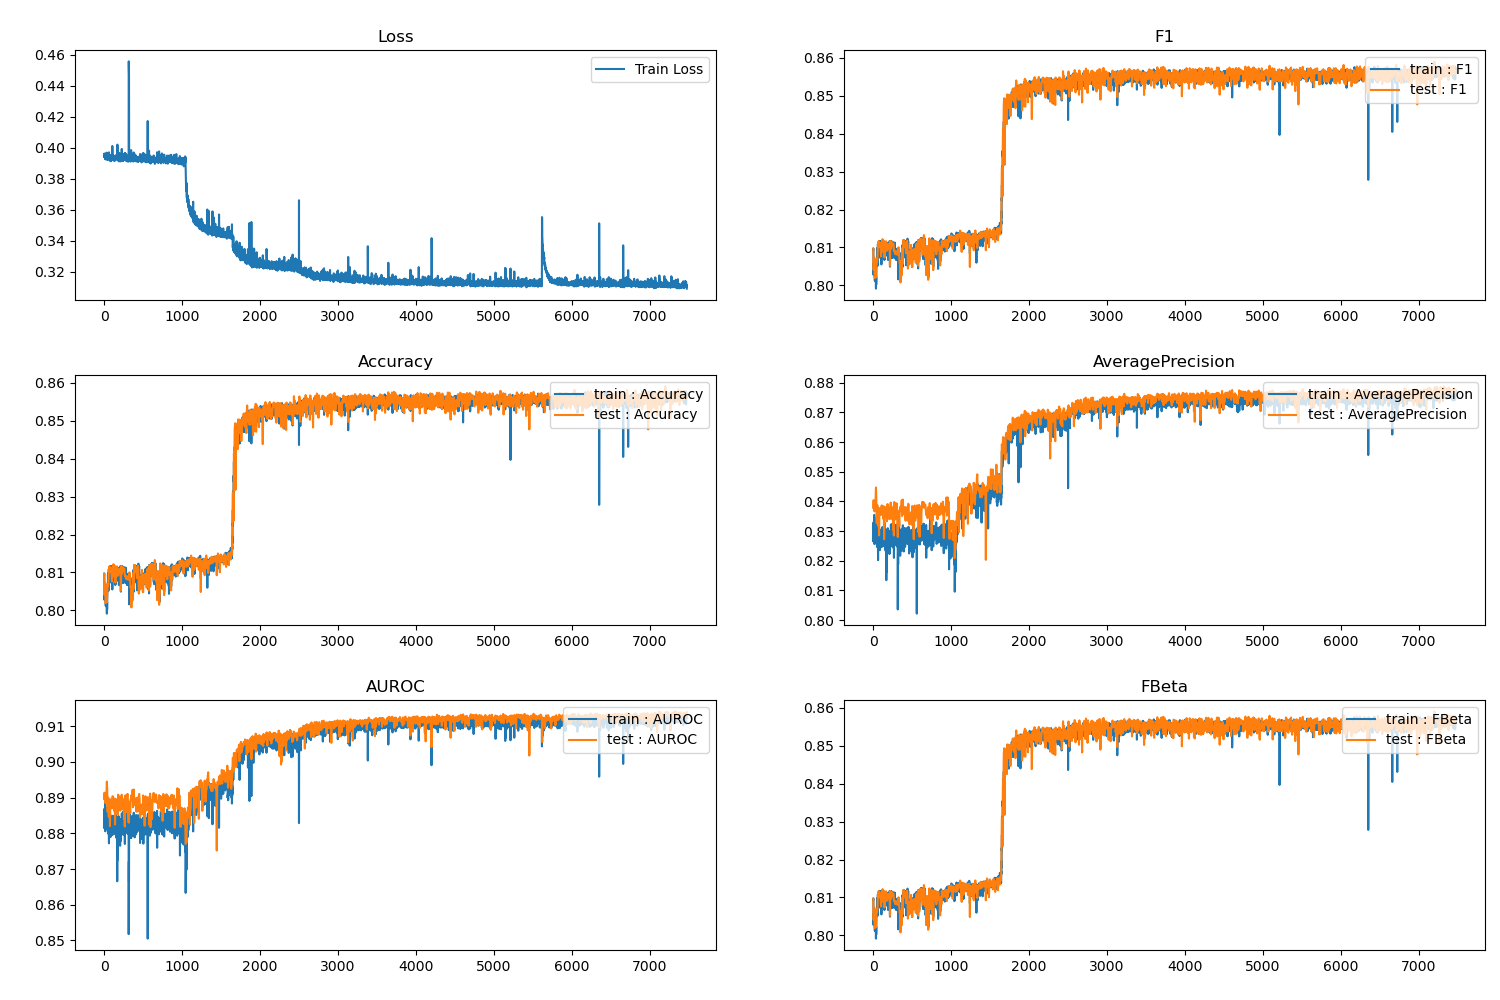 Loss
0.46
0.44
0.42
0.40
0.38
0.36
0.34
0.32
0 1000 2000 3000 4000 5000 6000 7000
Train Loss
F1
0.86
0.85
0.84
0.83
0.82
0.81
0.80
0 1000 2000 3000 4000 5000 6000 7000
train : F1
test : F1
Accuracy
0.86
0.85
0.84
0.83
0.82
0.81
0.80
0 1000 2000 3000 4000 5000 6000 7000
train : Accuracy
test : Accuracy
AveragePrecision
0.88
0.87
0.86
0.85
0.84
0.83
0.82
0.81
0.80
0 1000 2000 3000 4000 5000 6000 7000
train : AveragePrecision
test : AveragePrecision
AUROC
0.91
0.90
0.89
0.88
0.87
0.86
0.85
0 1000 2000 3000 4000 5000 6000 7000
train : AUROC
test : AUROC
FBeta
0.86
0.85
0.84
0.83
0.82
0.81
0.80
0 1000 2000 3000 4000 5000 6000 7000
train : FBeta
test : FBeta